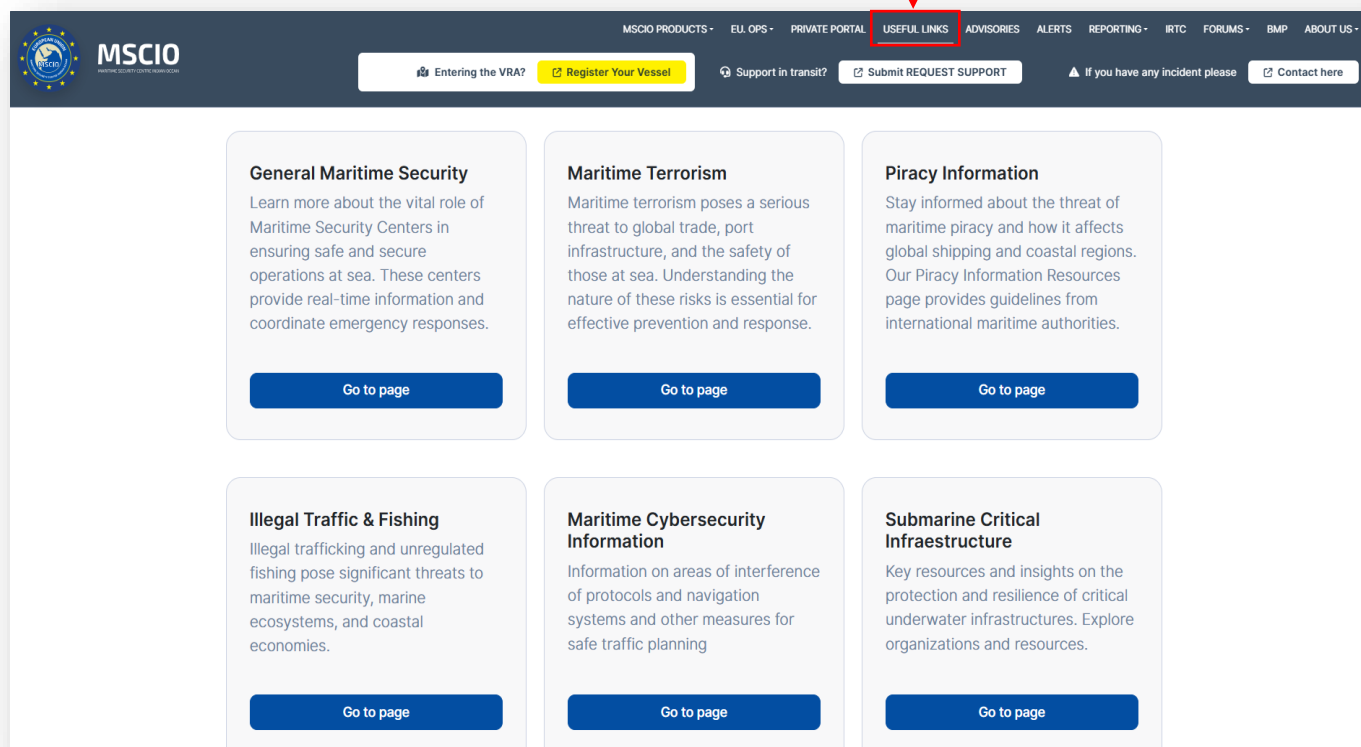 MSCIO PRODUCTS EU. OPS PRIVATE PORTAL USEFUL LINKS ADVISORIES ALERTS REPORTING IRTC FORUMS BMP ABOUT US
EUROPEAN UNION
MSCIO
MSCIO
MARITIME SECURITY CENTRE INDIAN OCEAN
Entering the VRA? Register Your Vessel Support in transit? Submit REQUEST SUPPORT If you have any incident please Contact here
General Maritime Security
Learn more about the vital role of
Maritime Security Centers in
ensuring safe and secure
operations at sea. These centers
provide real-time information and
coordinate emergency responses.
Go to page
Maritime Terrorism
Maritime terrorism poses a serious
threat to global trade, port
infrastructure, and the safety of
those at sea. Understanding the
nature of these risks is essential for
effective prevention and response.
Go to page
Piracy Information
Stay informed about the threat of
maritime piracy and how it affects
global shipping and coastal regions.
Our Piracy Information Resources
page provides guidelines from
international maritime authorities.
Go to page
Illegal Traffic & Fishing
Illegal trafficking and unregulated
fishing pose significant threats to
maritime security, marine
ecosystems, and coastal
economies.
Go to page
Maritime Cybersecurity
Information
Information on areas of interference
of protocols and navigation
systems and other measures for
safe traffic planning
Go to page
Submarine Critical
Infraestructure
Key resources and insights on the
protection and resilience of critical
underwater infrastructures. Explore
organizations and resources.
Go to page